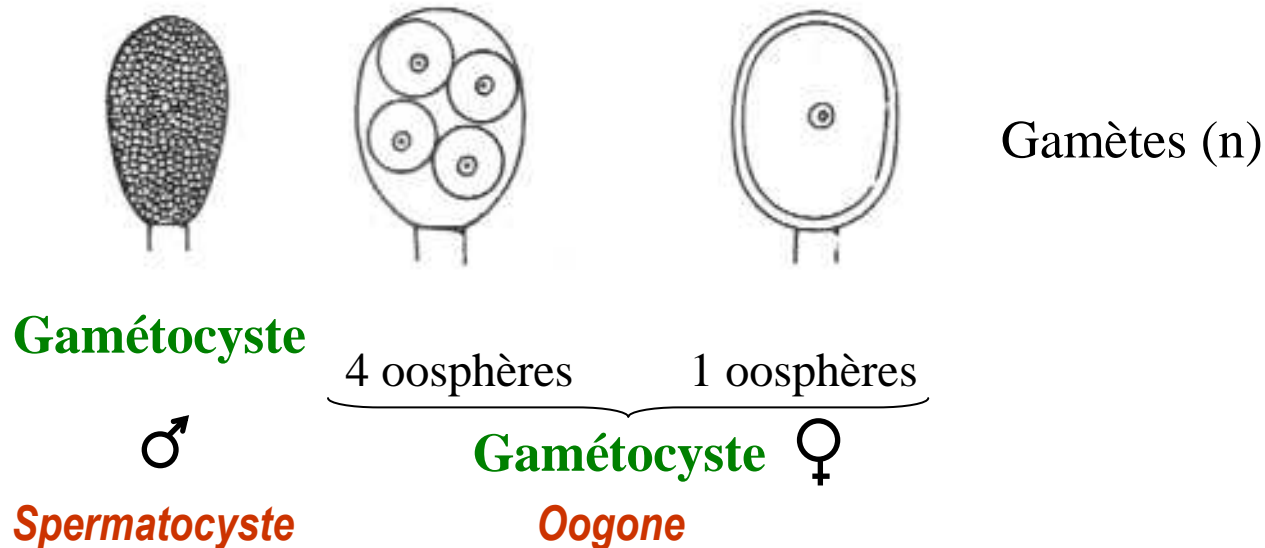 Gamètes (n)
Gamétocyste
4 oosphères 1 oosphères
♂ Gamétocyste ♀
Spermatocyste Oogone